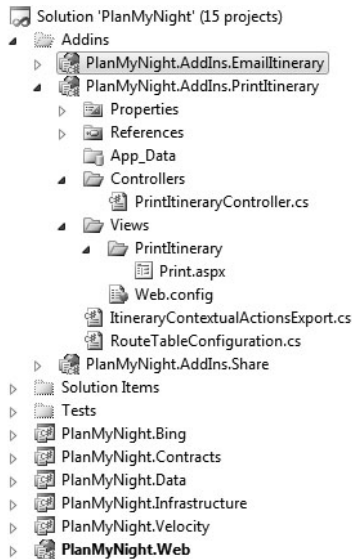 Solution 'PlanMyNight' (15 projects)
Addins
PlanMyNight.AddIns.EmailItinerary
PlanMyNight.AddIns.PrintItinerary
Properties
References
App_Data
Controllers
PrintItineraryController.cs
Views
PrintItinerary
Print.aspx
Web.config
ItineraryContextualActionsExport.cs
RouteTableConfiguration.cs
PlanMyNight.AddIns.Share
Solution Items
Tests
PlanMyNight.Bing
PlanMyNight.Contracts
PlanMyNight.Data
PlanMyNight.Infrastructure
PlanMyNight.Velocity
PlanMyNight.Web